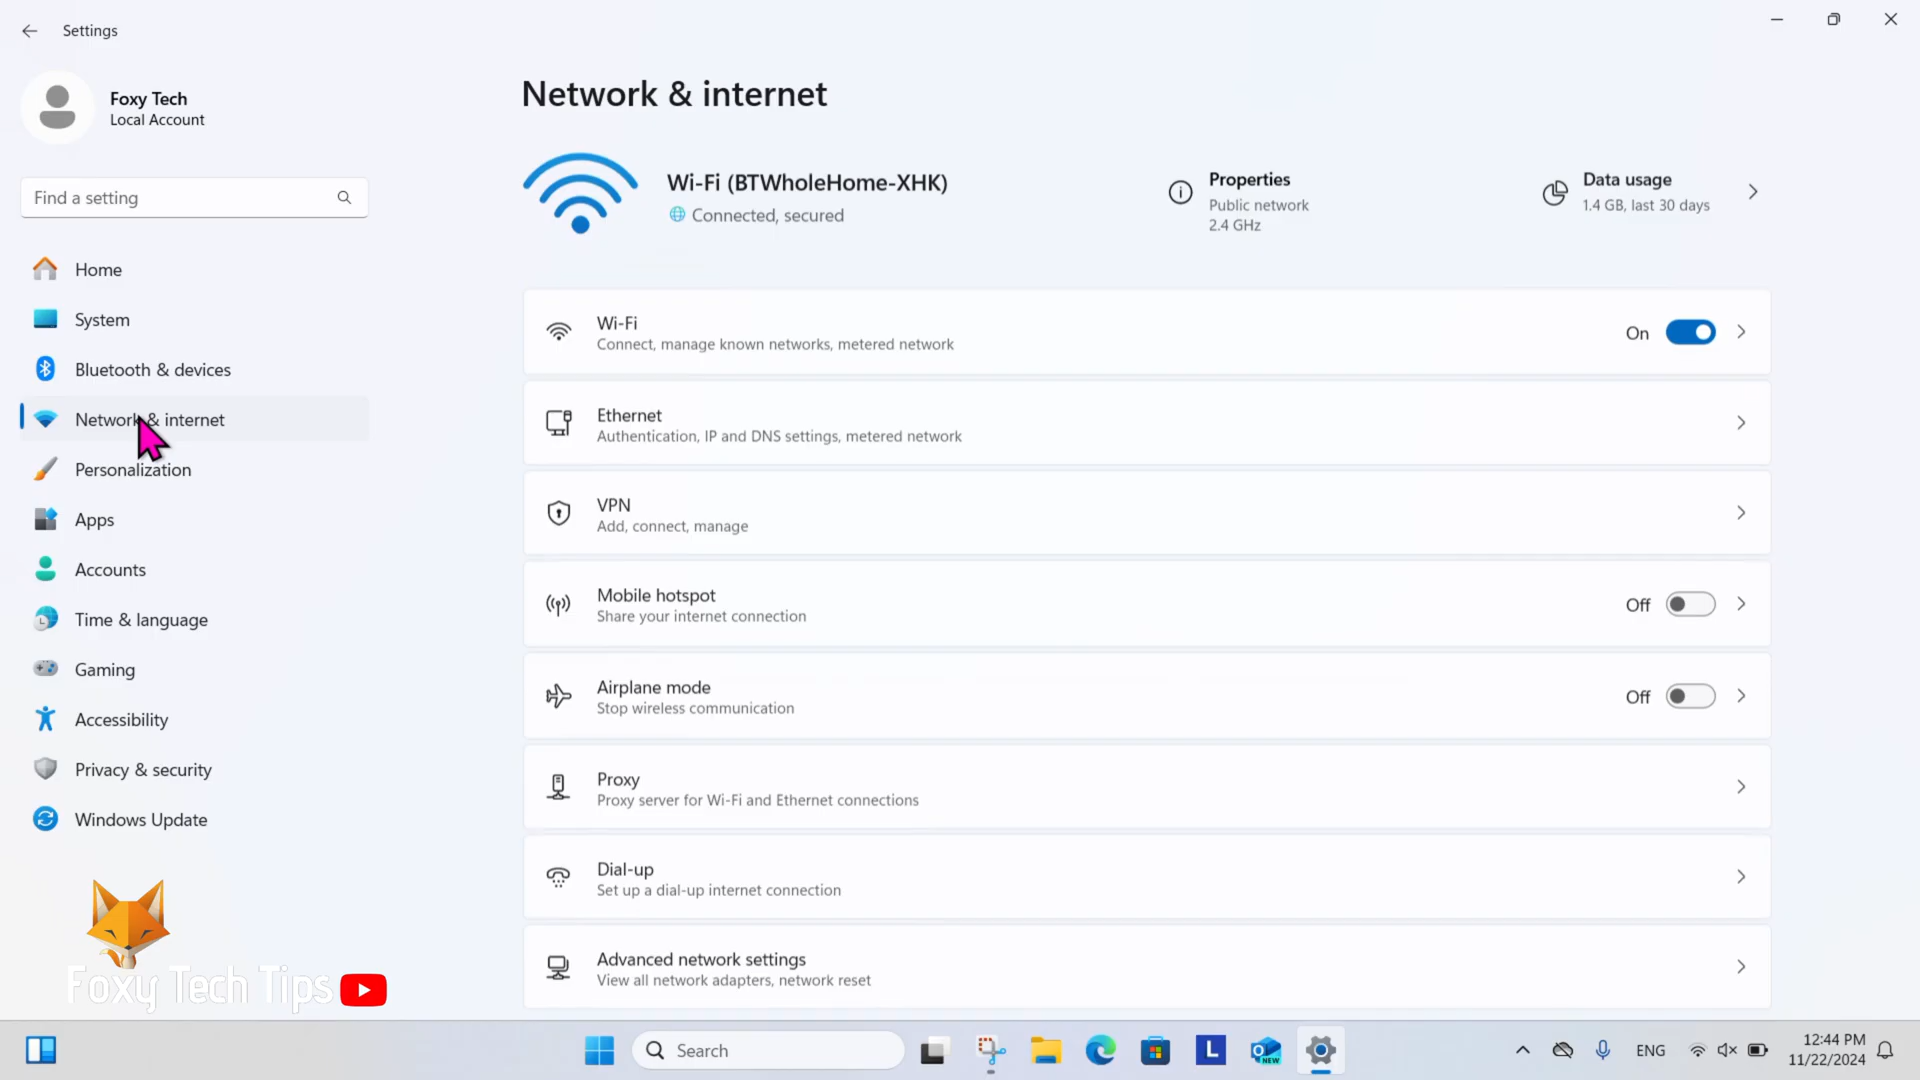 Settings
Foxy Tech
Local Account
Find a setting
Home
System
Bluetooth & devices
Network & internet
Personalization
Apps
Accounts
Time & language
Gaming
Accessibility
Privacy & security
Windows Update
Foxy Tech Tips
Network & internet
Wi-Fi (BTWholeHome-XHK)
Connected, secured
Properties
Public network
2.4 GHz
Data usage
1.4 GB, last 30 days
Wi-Fi
Connect, manage known networks, metered network
On
Ethernet
Authentication, IP and DNS settings, metered network
VPN
Add, connect, manage
Mobile hotspot
Share your internet connection
Off
Airplane mode
Stop wireless communication
Off
Proxy
Proxy server for Wi-Fi and Ethernet connections
Dial-up
Set up a dial-up internet connection
Advanced network settings
View all network adapters, network reset
Search
L
NEW
ENG
12:44 PM
11/22/2024